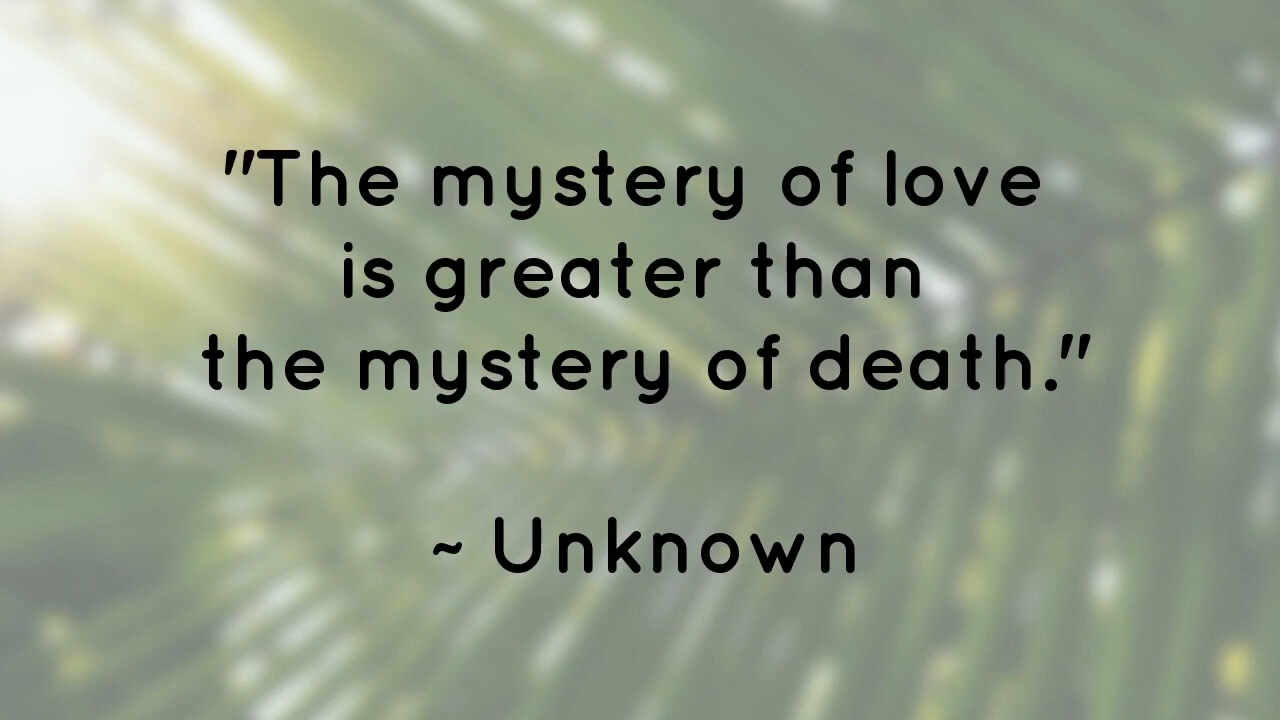 "The mystery of love
is greater than
the mystery of death."
~ Unknown